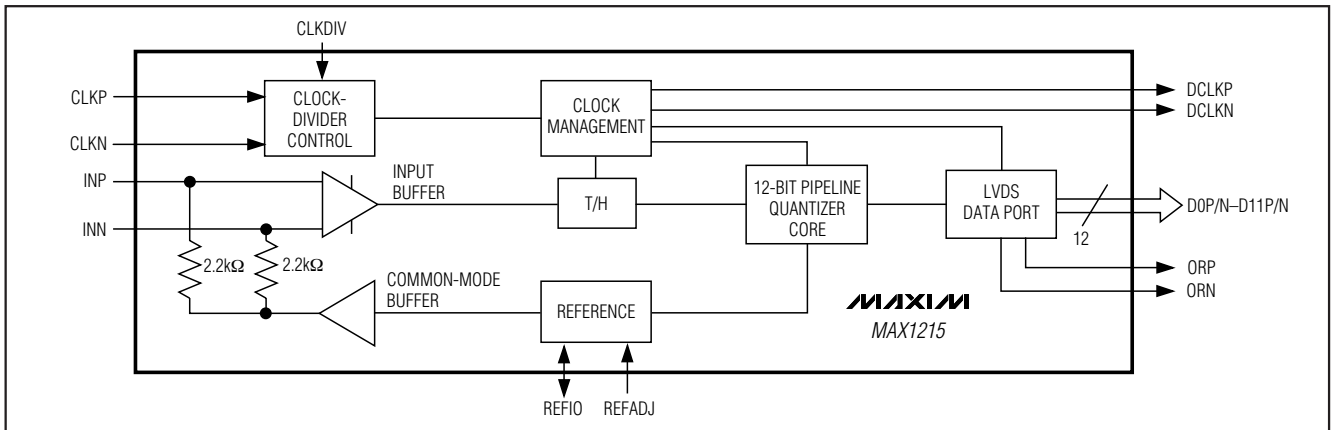 CLKDIV
CLKP
CLKN
CLOCK-
DIVIDER
CONTROL
CLOCK
MANAGEMENT
DCLKP
DCLKN
INP
INN
INPUT
BUFFER
T/H
12-BIT PIPELINE
QUANTIZER
CORE
LVDS
DATA PORT
12
D0P/N–D11P/N
2.2kΩ
2.2kΩ
COMMON-MODE
BUFFER
REFERENCE
ORP
ORN
MAXIM
MAX1215
REFIO
REFADJ